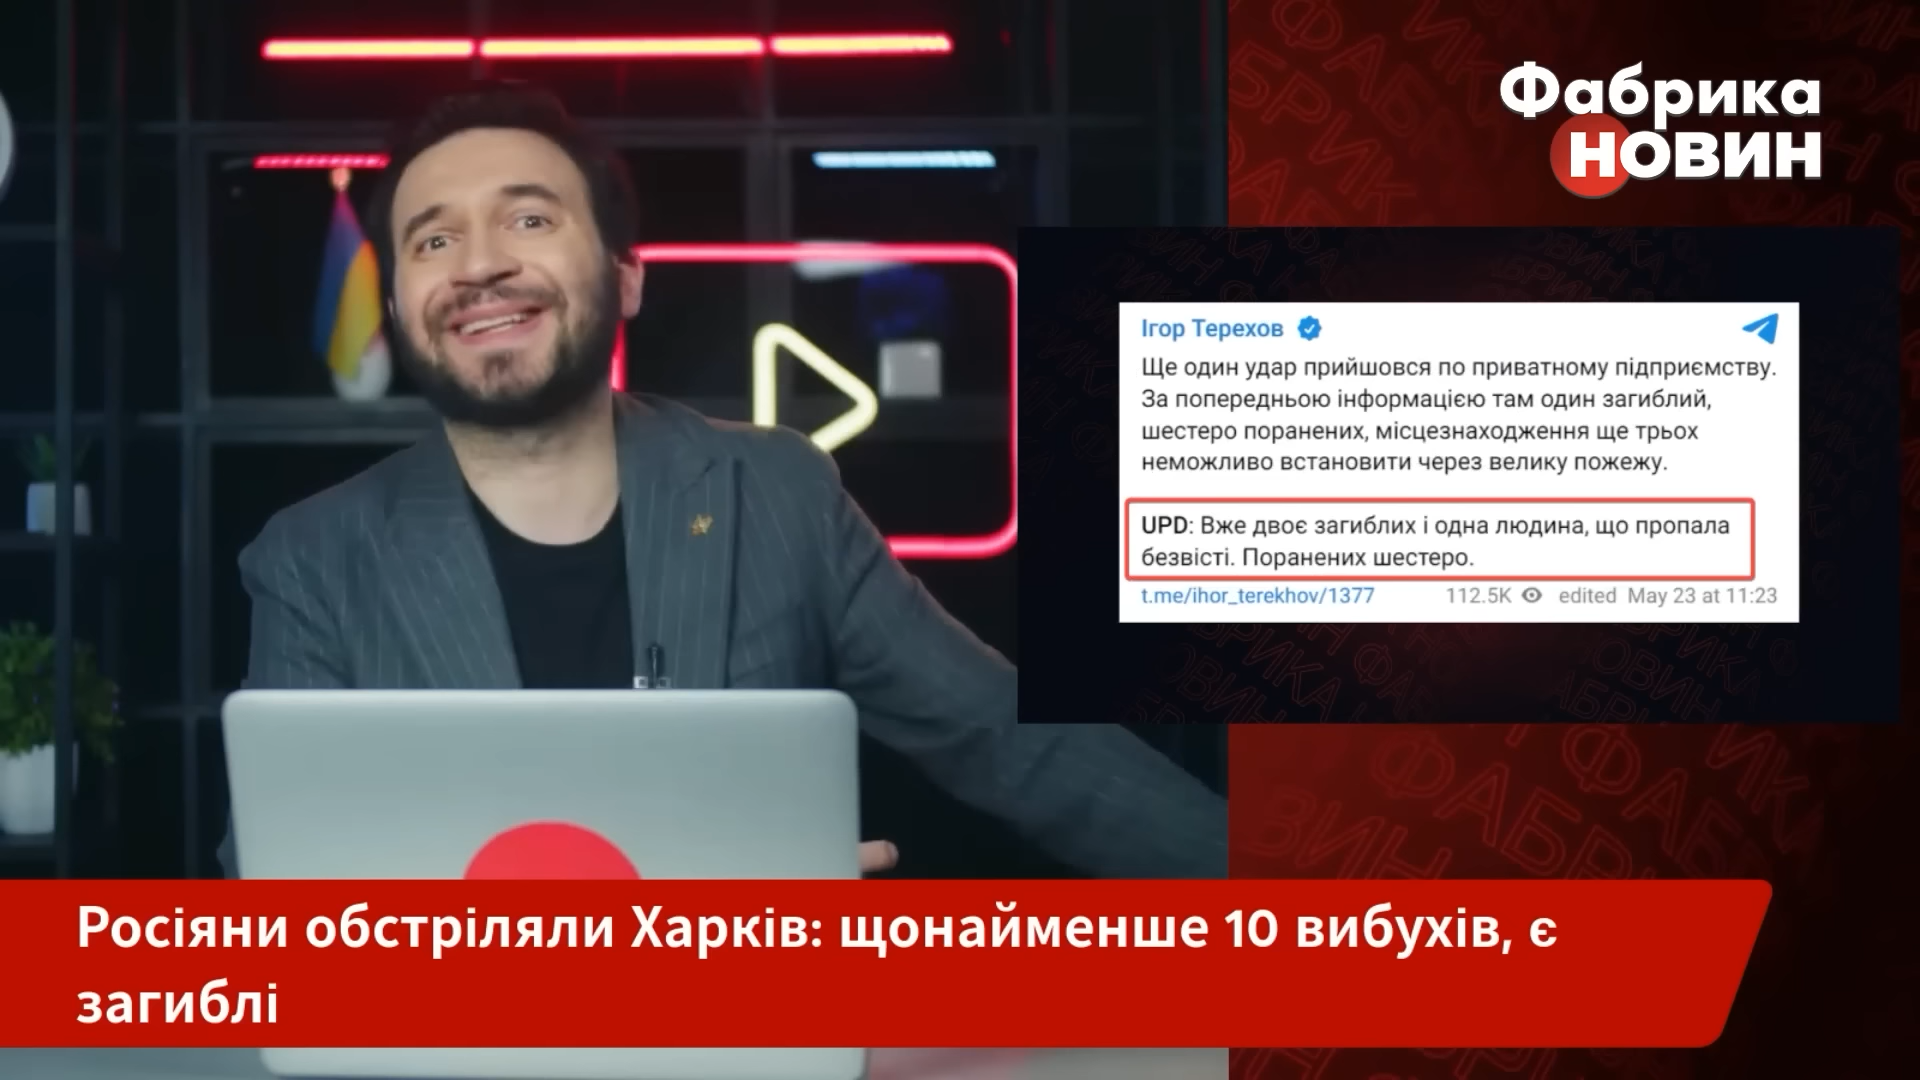 Фабрика
новин
Ігор Терехов
Ще один удар прийшовся по приватному підприємству.
За попередньою інформацією там один загиблий,
шестеро поранених, місцезнаходження ще трьох
неможливо встановити через велику пожежу.
UPD: Вже двоє загиблих і одна людина, що пропала
безвісті. Поранених шестеро.
t.me/ihor_terekhov/1377 112.5K edited May 23 at 11:23
Росіяни обстріляли Харків: щонайменше 10 вибухів, є
загиблі